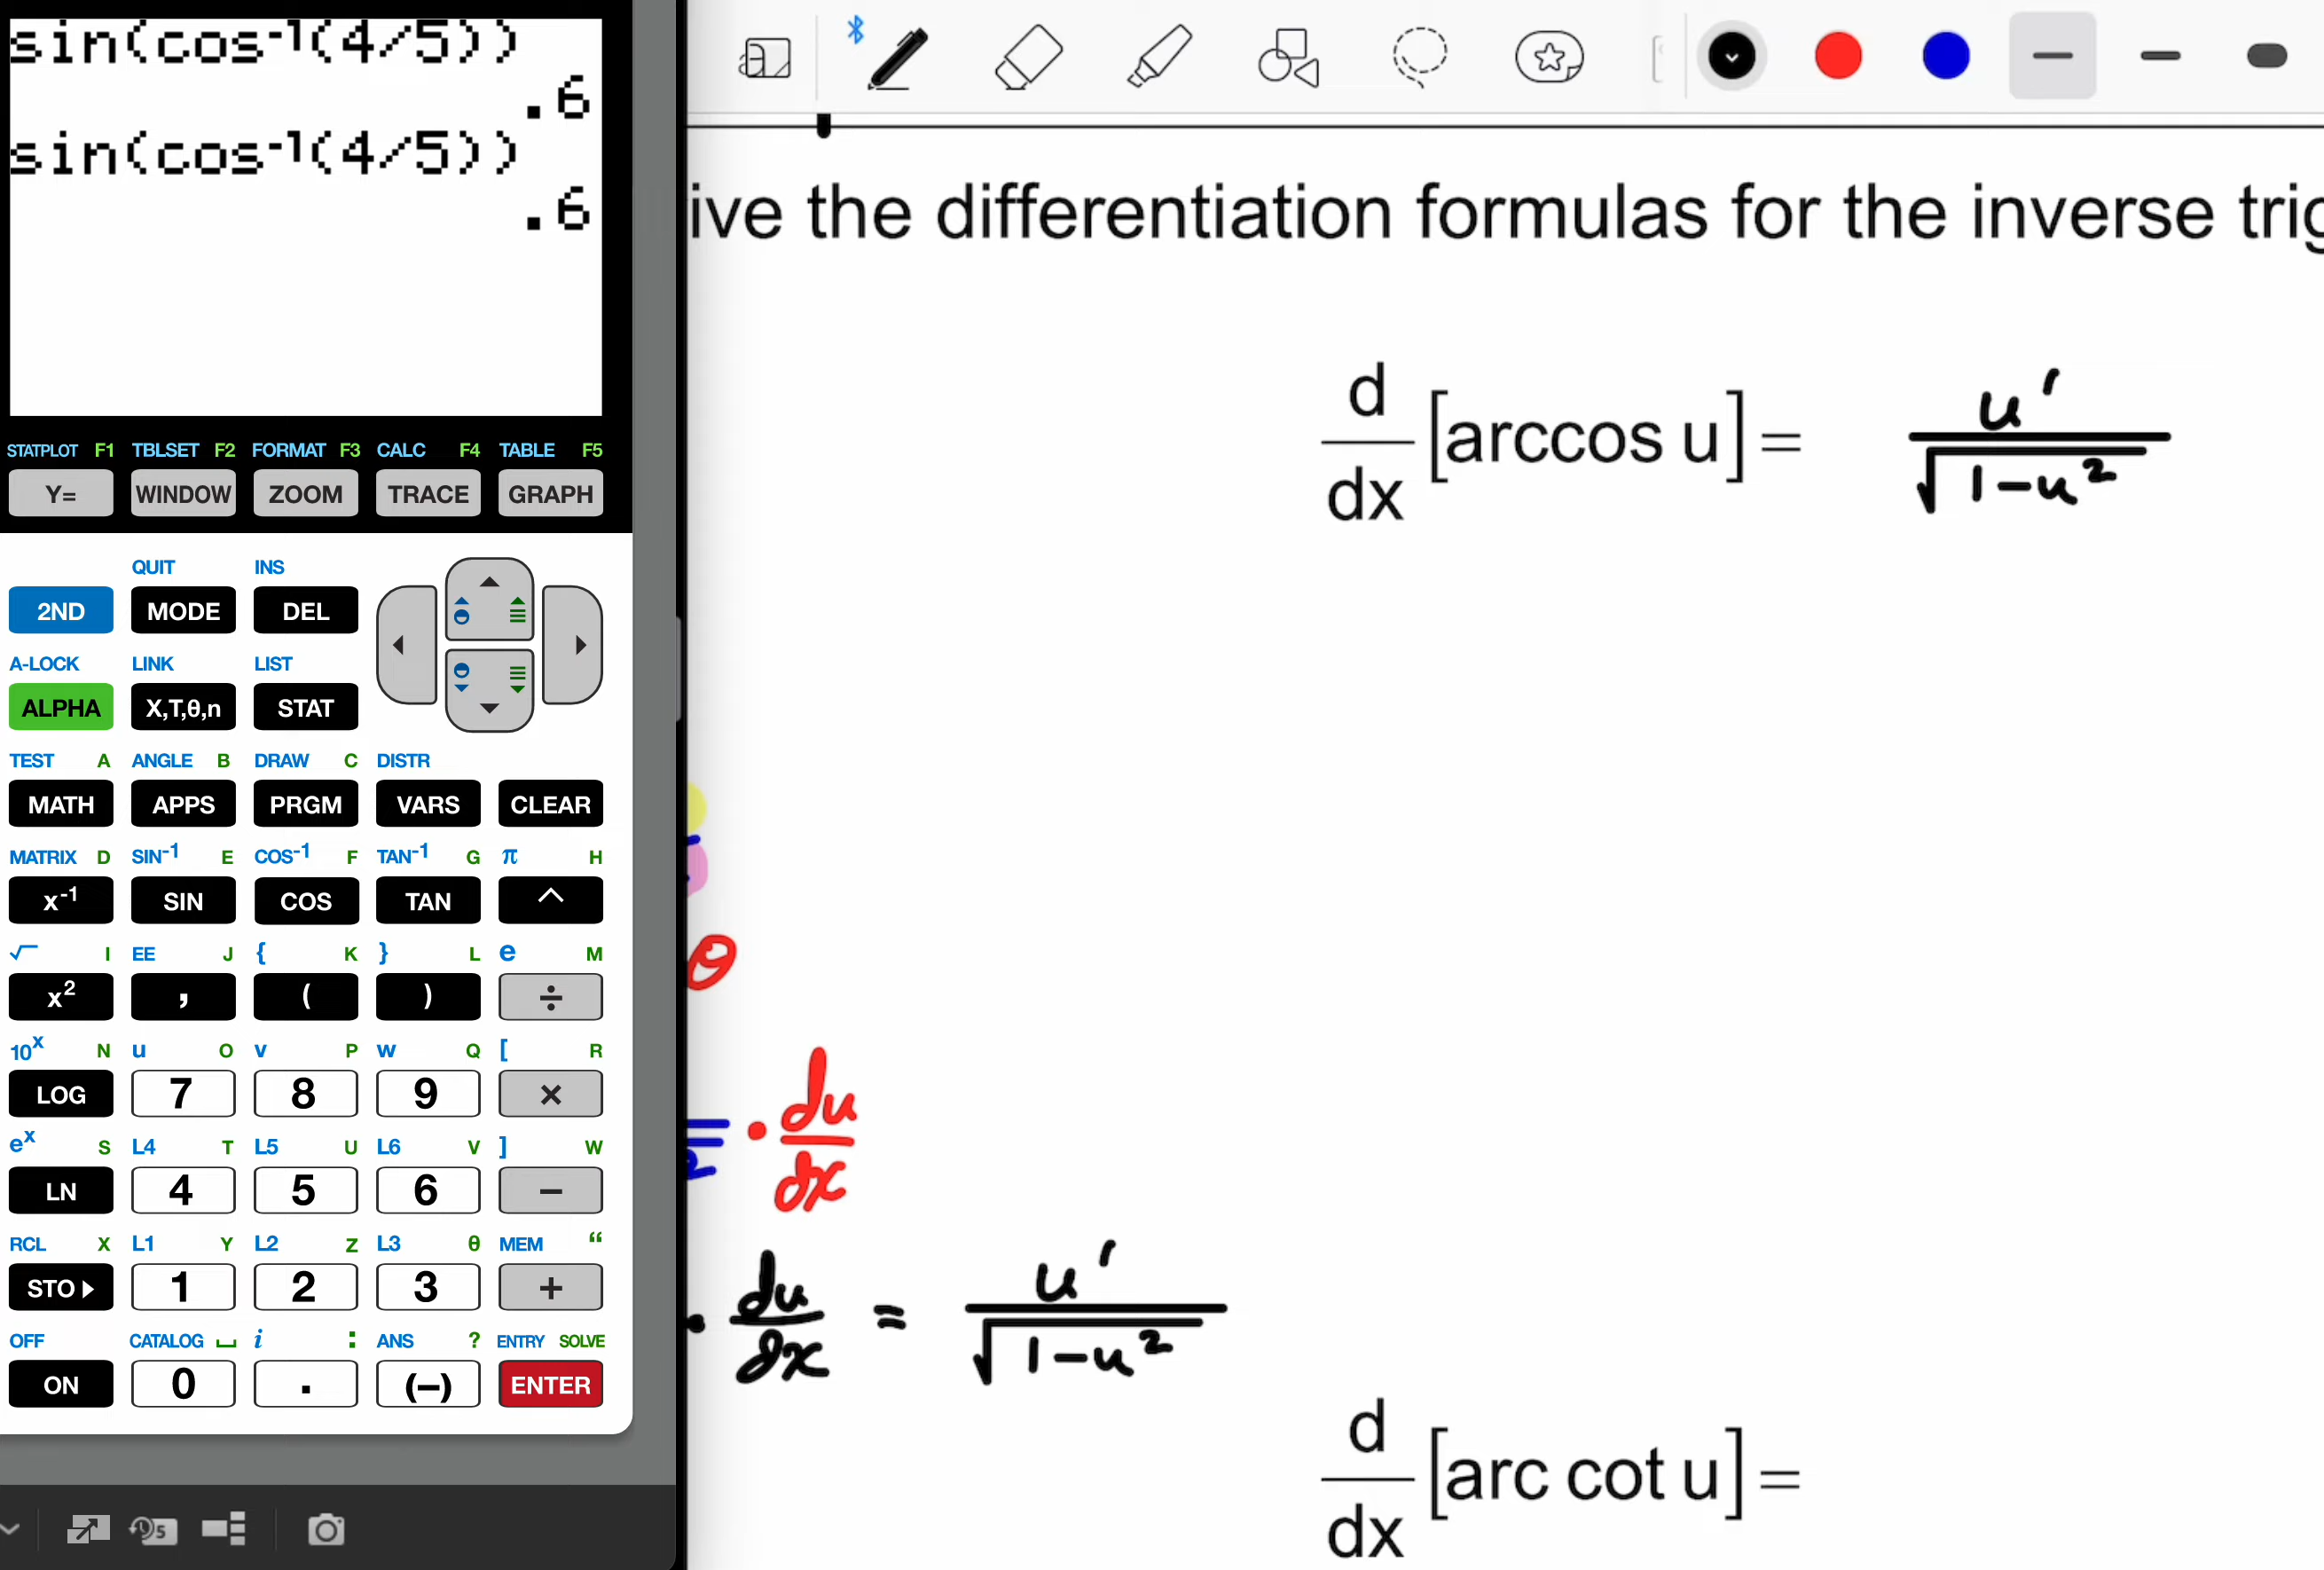 sin(cos⁻¹(4/5))
.6
sin(cos⁻¹(4/5))
.6
STATPLOT F1 TBLSET F2 FORMAT F3 CALC F4 TABLE F5
Y= WINDOW ZOOM TRACE GRAPH
QUIT INS
2ND MODE DEL
A-LOCK LINK LIST
ALPHA X,T,θ,n STAT
TEST A ANGLE B DRAW C DISTR
MATH APPS PRGM VARS CLEAR
MATRIX D SIN⁻¹ E COS⁻¹ F TAN⁻¹ G π H
x⁻¹ SIN COS TAN ^
√ I EE J { K } L e M
x² , ( ) ÷
10ˣ N u O v P w Q [ R
LOG 7 8 9 ×
eˣ S L4 T L5 U L6 V ] W
LN 4 5 6 −
RCL X L1 Y L2 Z L3 θ MEM “
STO▶ 1 2 3 +
OFF CATALOG ⎵ i : ANS ? ENTRY SOLVE
ON 0 . (−) ENTER
5
a
ive the differentiation formulas for the inverse trig
d/dx [arccos u] = u′/√(1−u²)
θ
· du/dx
· du/dx = u′/√(1−u²)
d/dx [arc cot u] =